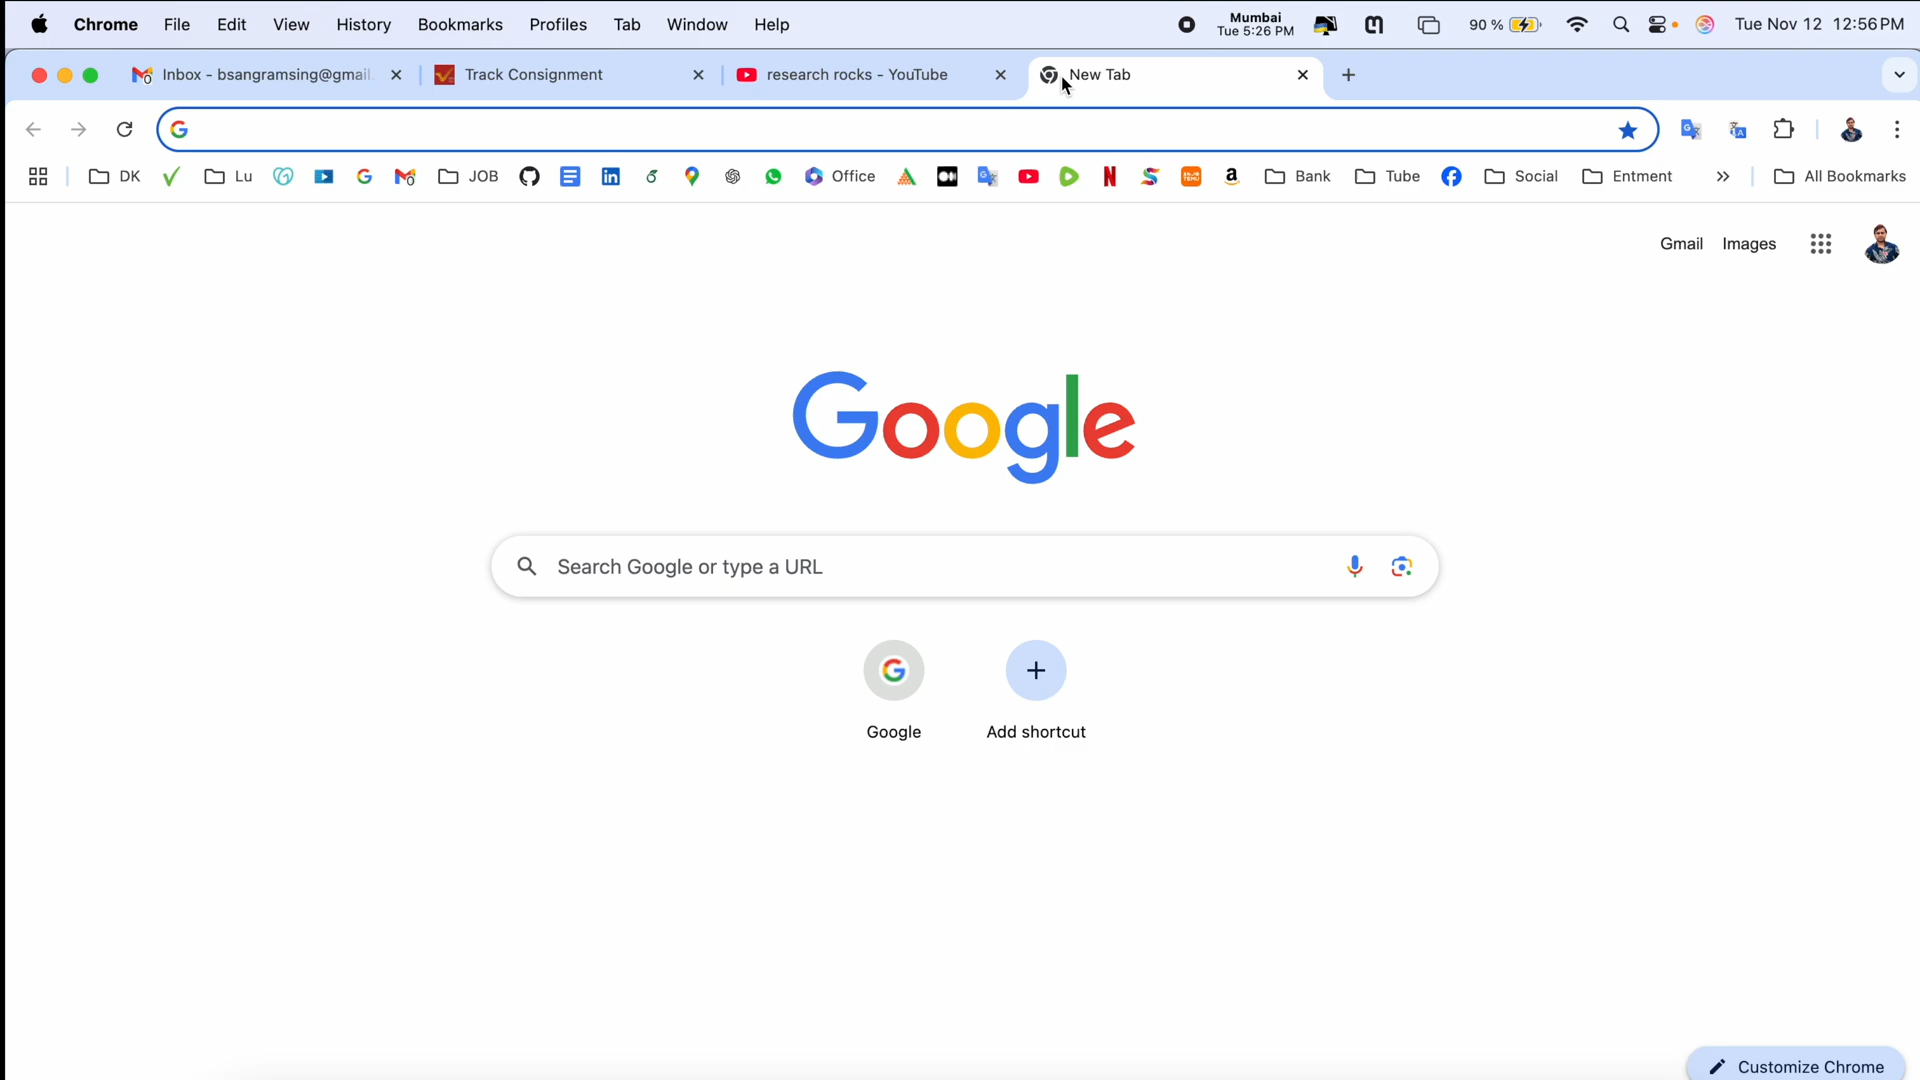 Chrome File Edit View History Bookmarks Profiles Tab Window Help Mumbai 90 % Tue Nov 12 12:56 PM
Tue 5:26 PM
Inbox - bsangramsing@gmail. Track Consignment research rocks - YouTube New Tab
DK Lu JOB Office Bank Tube Social Entment All Bookmarks
Gmail Images
Google
Search Google or type a URL
Google Add shortcut
Customize Chrome